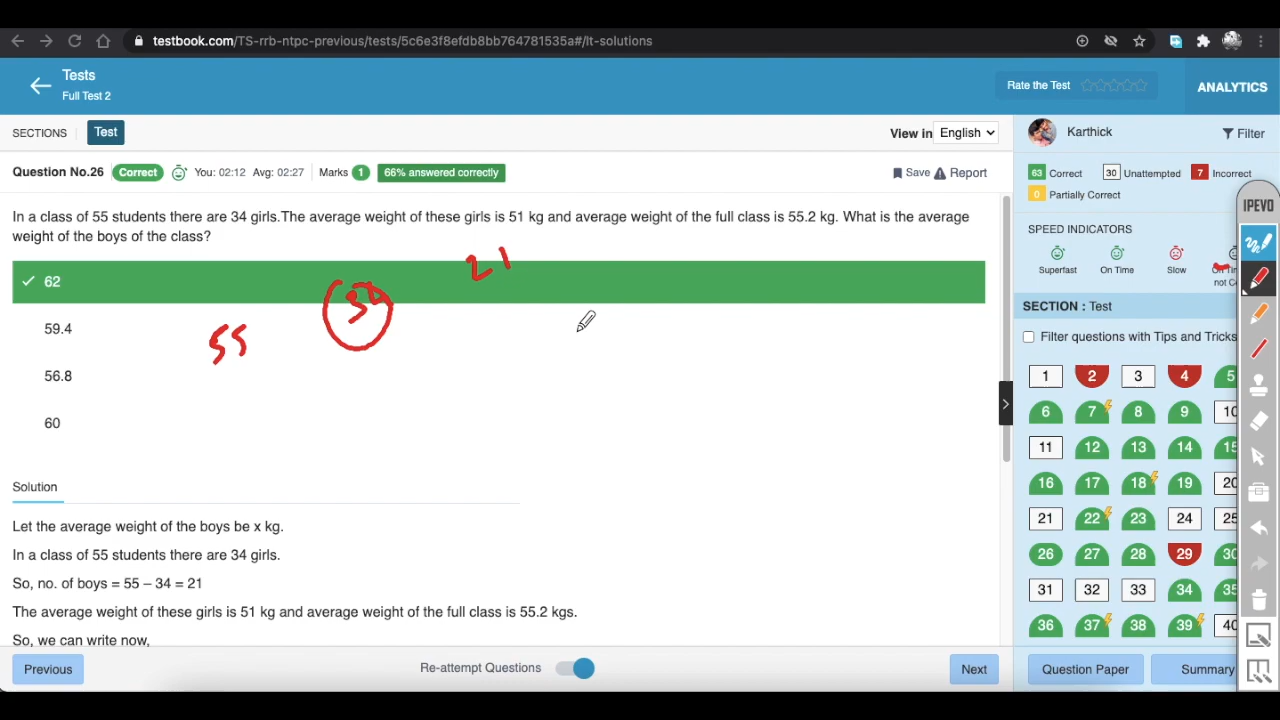 testbook.com/TS-rrb-ntpc-previous/tests/5c6e3f8efdb8bb764781535a#/lt-solutions
Tests
Full Test 2
Rate the Test
ANALYTICS
SECTIONS
Test
View in English
Karthick
Filter
Question No.26 Correct You: 02:12 Avg: 02:27 Marks 1 66% answered correctly
Save Report
63 Correct 30 Unattempted 7 Incorrect
0 Partially Correct
IPEVO
In a class of 55 students there are 34 girls.The average weight of these girls is 51 kg and average weight of the full class is 55.2 kg. What is the average
weight of the boys of the class?
SPEED INDICATORS
Superfast On Time Slow On Tim
not Co
21
62
34
55
59.4
56.8
60
SECTION : Test
Filter questions with Tips and Tricks
1 2 3 4 5
6 7 8 9 10
11 12 13 14 15
16 17 18 19 20
21 22 23 24 25
26 27 28 29 30
31 32 33 34 35
36 37 38 39 40
Solution
Let the average weight of the boys be x kg.
In a class of 55 students there are 34 girls.
So, no. of boys = 55 – 34 = 21
The average weight of these girls is 51 kg and average weight of the full class is 55.2 kgs.
So, we can write now,
Previous
Re-attempt Questions
Next
Question Paper
Summary